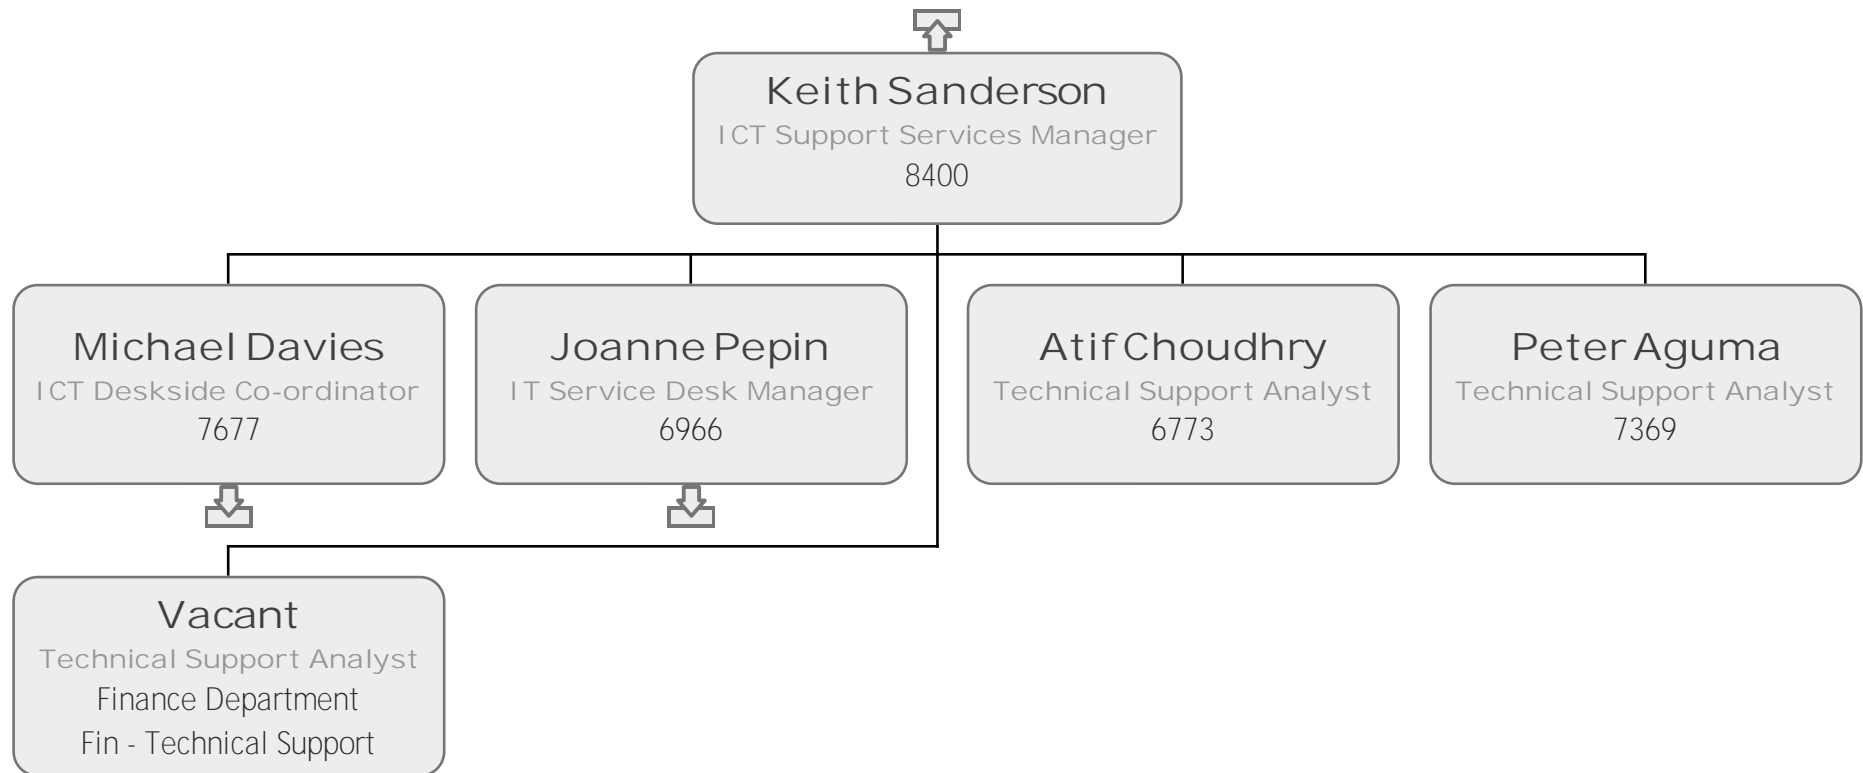 Keith Sanderson
ICT Support Services Manager
8400
Michael Davies
ICT Deskside Co-ordinator
7677
Joanne Pepin
IT Service Desk Manager
6966
Atif Choudhry
Technical Support Analyst
6773
Peter Aguma
Technical Support Analyst
7369
Vacant
Technical Support Analyst
Finance Department
Fin - Technical Support